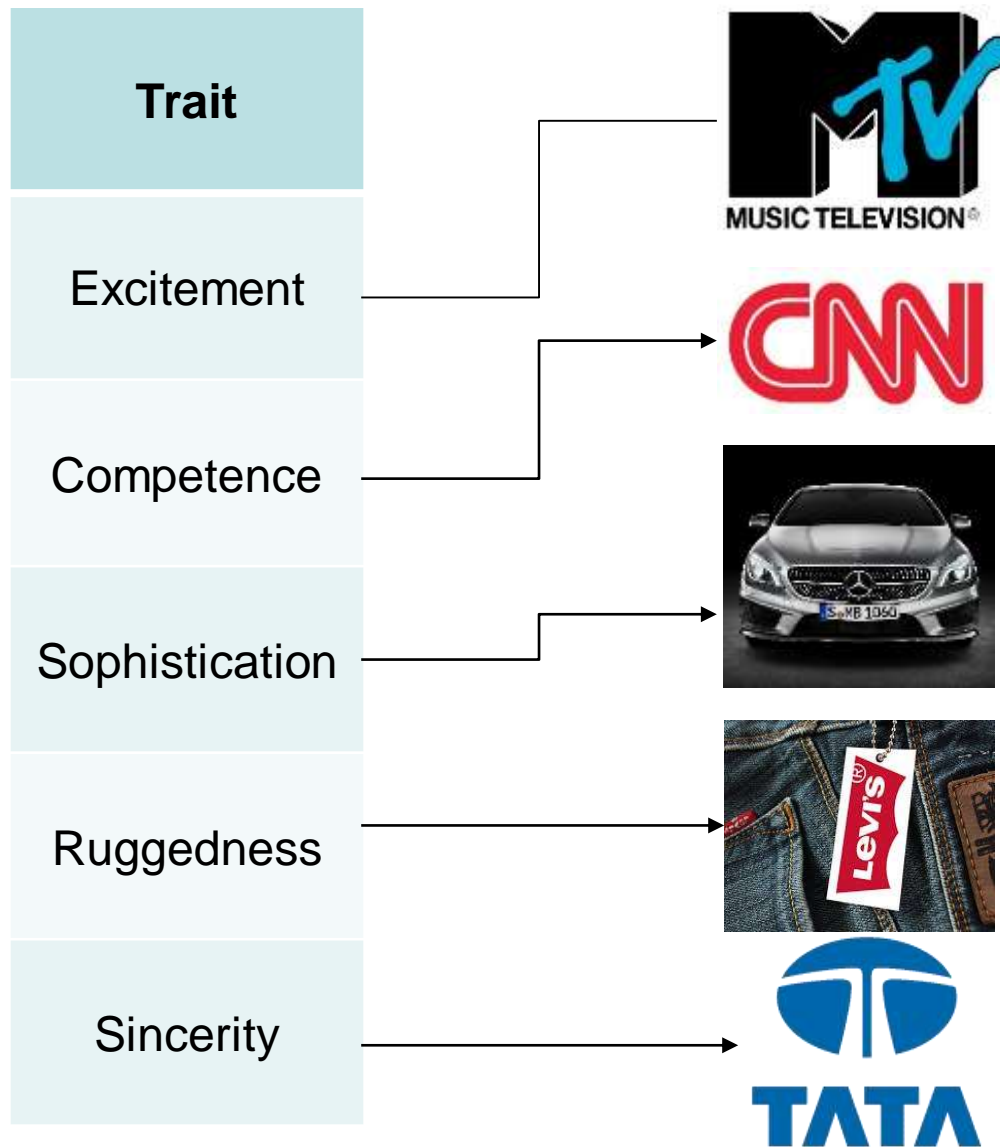 Trait
MTV
MUSIC TELEVISION®
Excitement
CNN
Competence
S MB 1060
Sophistication
LEVI'S®
Ruggedness
Sincerity
TATA